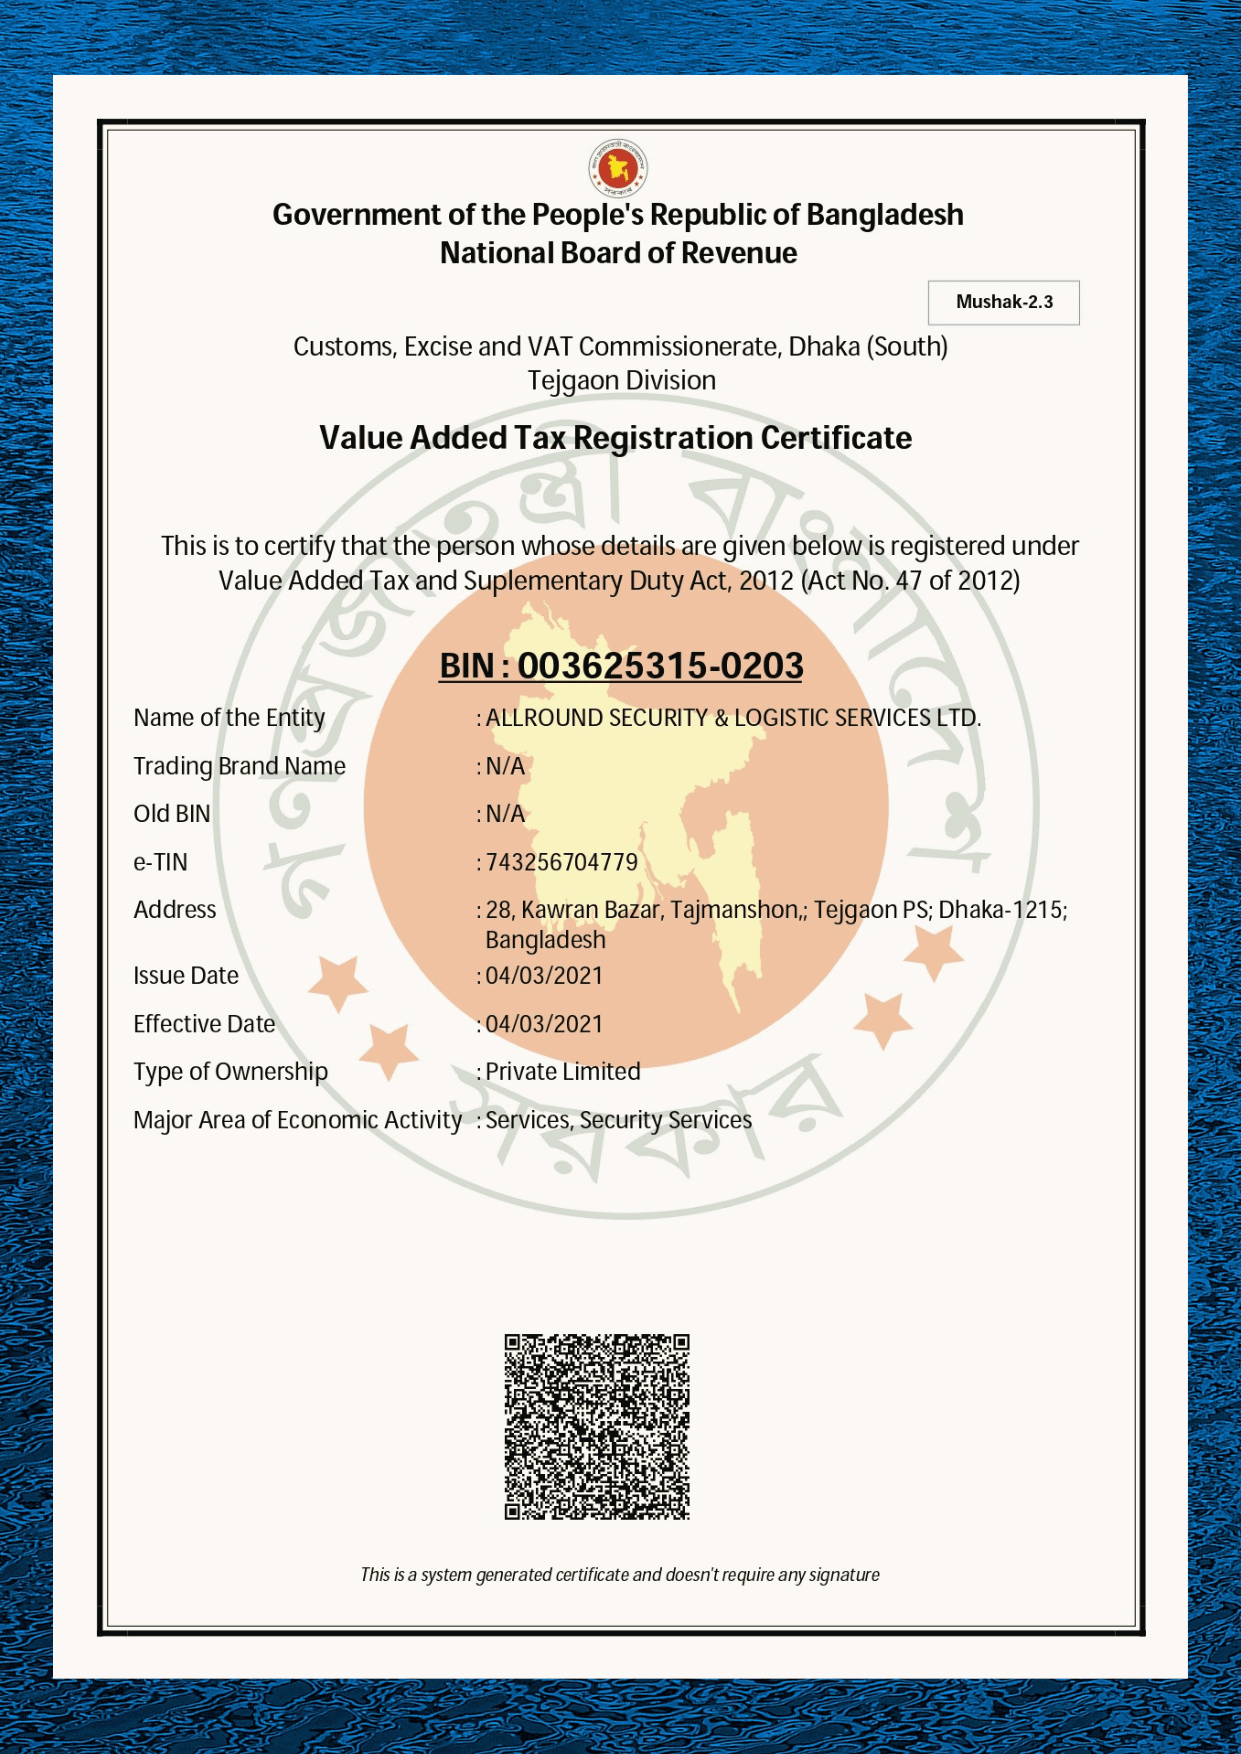 Government of the People's Republic of Bangladesh
National Board of Revenue
Mushak-2.3
Customs, Excise and VAT Commissionerate, Dhaka (South)
Tejgaon Division
Value Added Tax Registration Certificate
This is to certify that the person whose details are given below is registered under
Value Added Tax and Suplementary Duty Act, 2012 (Act No. 47 of 2012)
BIN : 003625315-0203
Name of the Entity : ALLROUND SECURITY & LOGISTIC SERVICES LTD.
Trading Brand Name : N/A
Old BIN : N/A
e-TIN : 743256704779
Address : 28, Kawran Bazar, Tajmanshon,; Tejgaon PS; Dhaka-1215;
Bangladesh
Issue Date : 04/03/2021
Effective Date : 04/03/2021
Type of Ownership : Private Limited
Major Area of Economic Activity : Services, Security Services
গণপ্রজাতন্ত্রী বাংলাদেশ
সরকার
This is a system generated certificate and doesn't require any signature